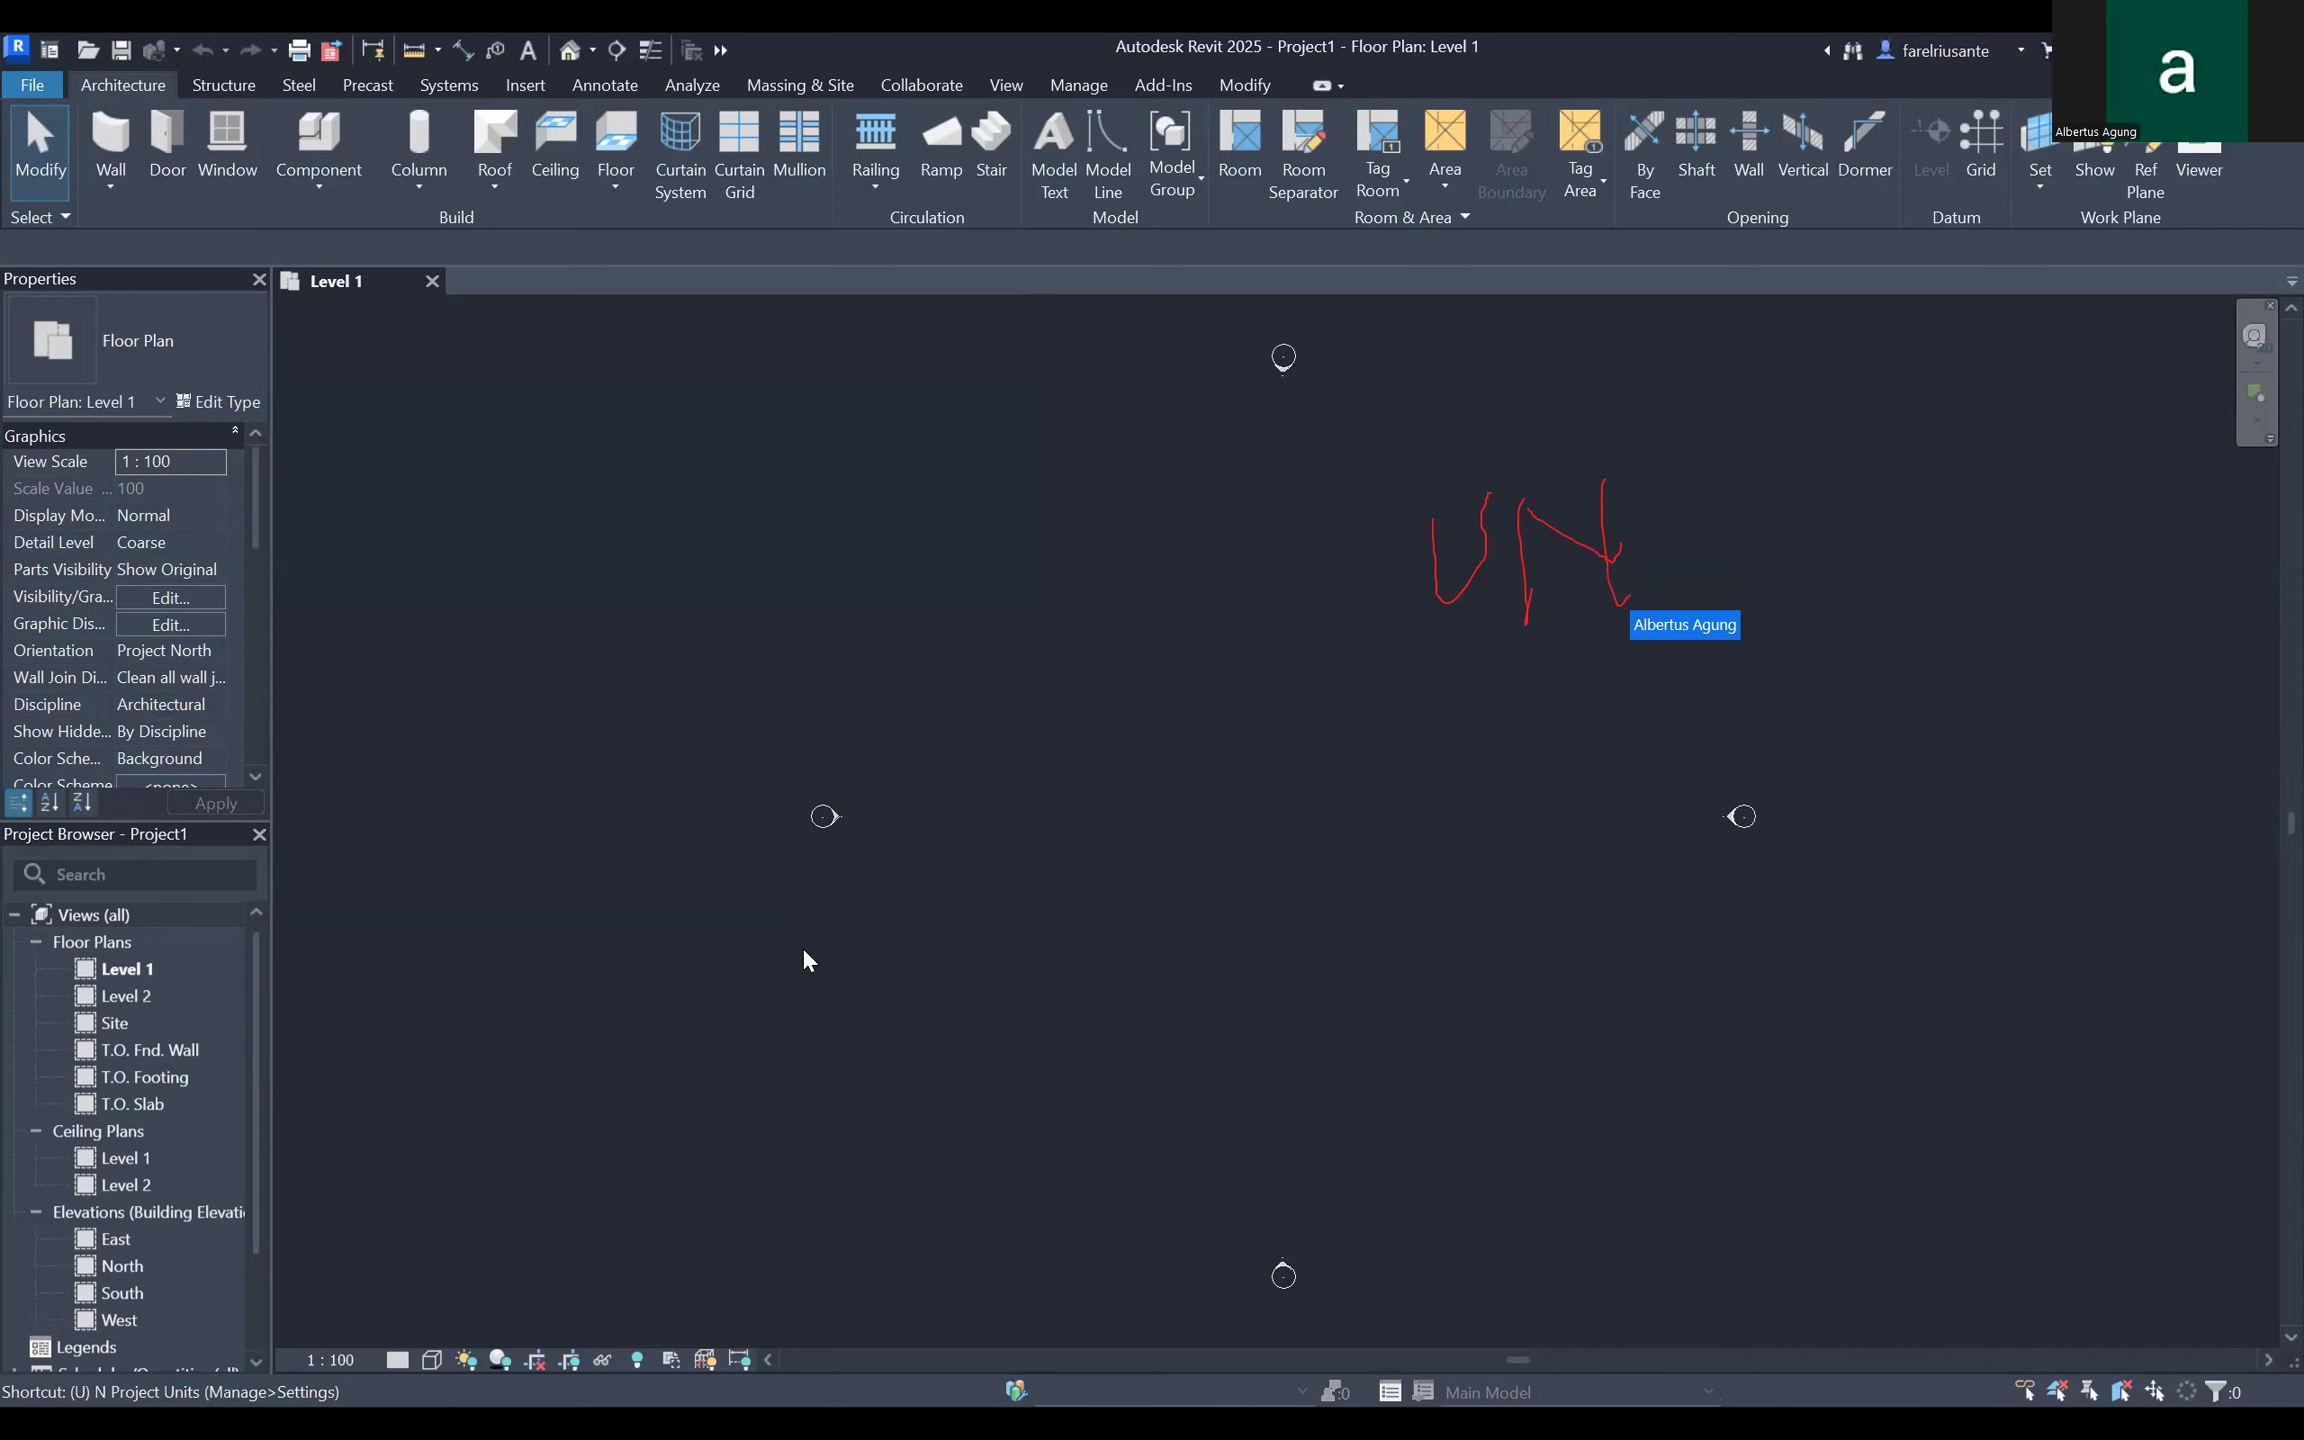 Autodesk Revit 2025 - Project1 - Floor Plan: Level 1
farelriusante
a
Albertus Agung
File Architecture Structure Steel Precast Systems Insert Annotate Analyze Massing & Site Collaborate View Manage Add-Ins Modify
Modify Wall Door Window Component Column Roof Ceiling Floor Curtain System Curtain Grid Mullion Railing Ramp Stair Model Text Model Line Model Group Room Room Separator Tag Room Area Area Boundary Tag Area By Face Shaft Wall Vertical Dormer Level Grid Set Show Ref Plane Viewer
Select Build Circulation Model Room & Area Opening Datum Work Plane
Properties
Level 1
Floor Plan
Floor Plan: Level 1 Edit Type
Graphics
View Scale 1 : 100
Scale Value ... 100
Display Mo... Normal
Detail Level Coarse
Parts Visibility Show Original
Visibility/Gra... Edit...
Graphic Dis... Edit...
Orientation Project North
Wall Join Di... Clean all wall j...
Discipline Architectural
Show Hidde... By Discipline
Color Sche... Background
Color Scheme <none>
Apply
UN
Albertus Agung
Project Browser - Project1
Search
Views (all)
Floor Plans
Level 1
Level 2
Site
T.O. Fnd. Wall
T.O. Footing
T.O. Slab
Ceiling Plans
Level 1
Level 2
Elevations (Building Elevati
East
North
South
West
Legends
1 : 100
Shortcut: (U) N Project Units (Manage>Settings)
:0
Main Model
:0